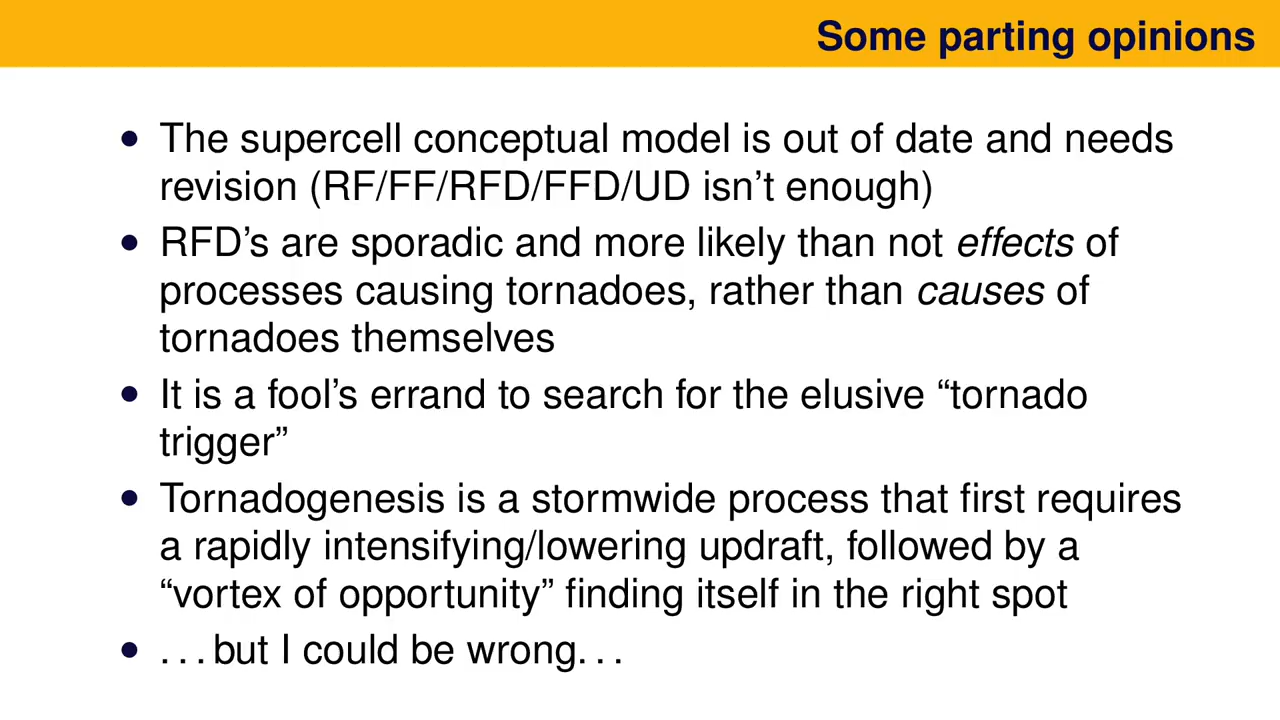 Some parting opinions
• The supercell conceptual model is out of date and needs
revision (RF/FF/RFD/FFD/UD isn’t enough)
• RFD’s are sporadic and more likely than not effects of
processes causing tornadoes, rather than causes of
tornadoes themselves
• It is a fool’s errand to search for the elusive “tornado
trigger”
• Tornadogenesis is a stormwide process that first requires
a rapidly intensifying/lowering updraft, followed by a
“vortex of opportunity” finding itself in the right spot
• . . . but I could be wrong. . .